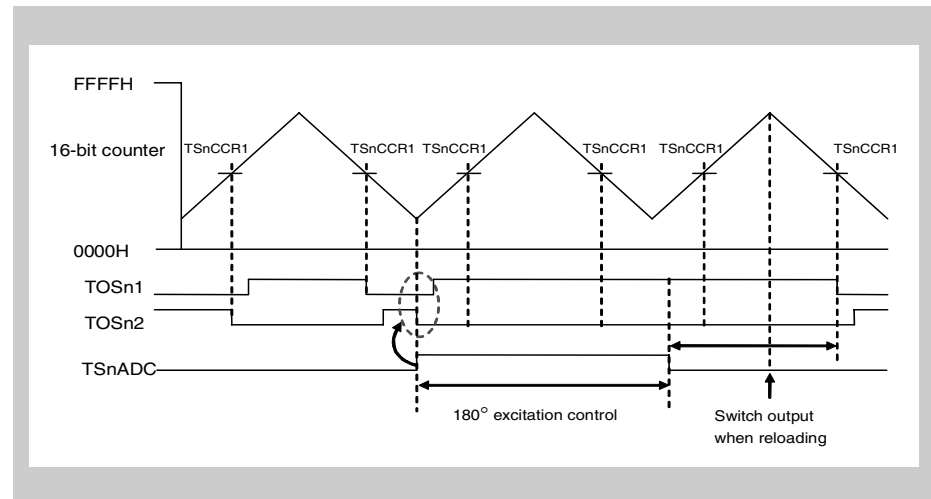 FFFFH
16-bit counter
TSnCCR1 TSnCCR1 TSnCCR1 TSnCCR1 TSnCCR1 TSnCCR1
0000H
TOSn1
TOSn2
TSnADC
180° excitation control
Switch output
when reloading